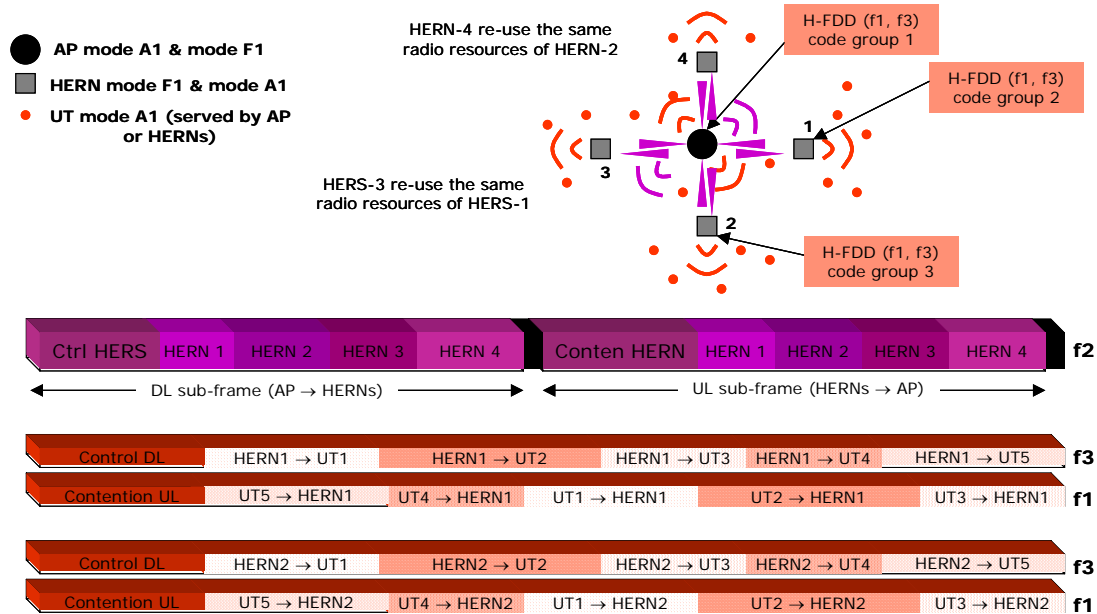 AP mode A1 & mode F1
HERN mode F1 & mode A1
UT mode A1 (served by AP
or HERNs)
HERN-4 re-use the same
radio resources of HERN-2
HERS-3 re-use the same
radio resources of HERS-1
H-FDD (f1, f3)
code group 1
H-FDD (f1, f3)
code group 2
H-FDD (f1, f3)
code group 3
4
1
3
2
Ctrl HERS HERN 1 HERN 2 HERN 3 HERN 4 Conten HERN HERN 1 HERN 2 HERN 3 HERN 4 f2
DL sub-frame (AP → HERNs) UL sub-frame (HERNs → AP)
Control DL HERN1 → UT1 HERN1 → UT2 HERN1 → UT3 HERN1 → UT4 HERN1 → UT5 f3
Contention UL UT5 → HERN1 UT4 → HERN1 UT1 → HERN1 UT2 → HERN1 UT3 → HERN1 f1
Control DL HERN2 → UT1 HERN2 → UT2 HERN2 → UT3 HERN2 → UT4 HERN2 → UT5 f3
Contention UL UT5 → HERN2 UT4 → HERN2 UT1 → HERN2 UT2 → HERN2 UT3 → HERN2 f1